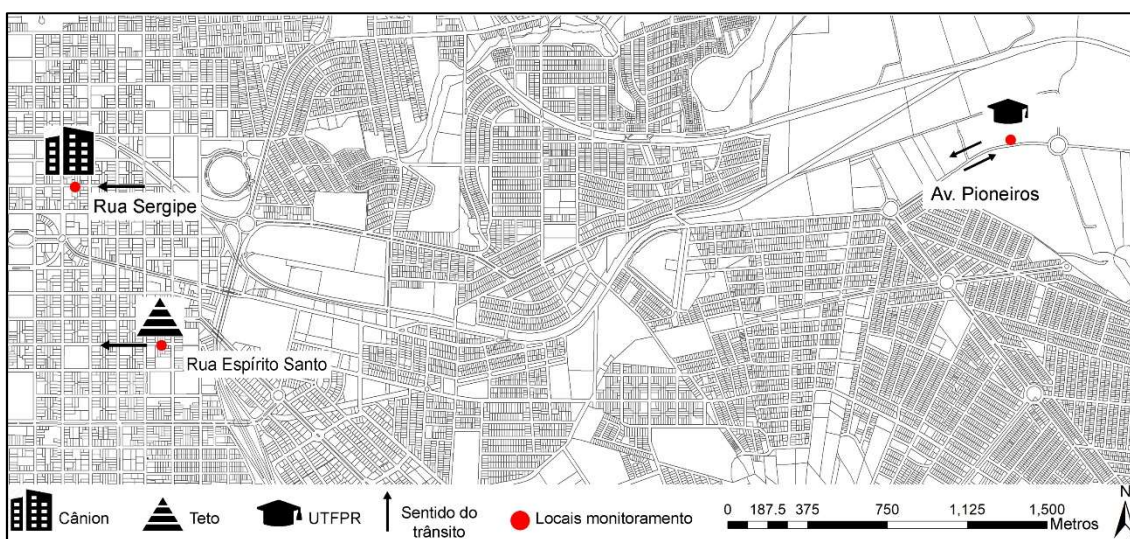 Rua Sergipe
Av. Pioneiros
Rua Espírito Santo
Cânion
Teto
UTFPR
Sentido do
trânsito
Locais monitoramento
0 187.5 375 750 1,125 1,500
Metros
N